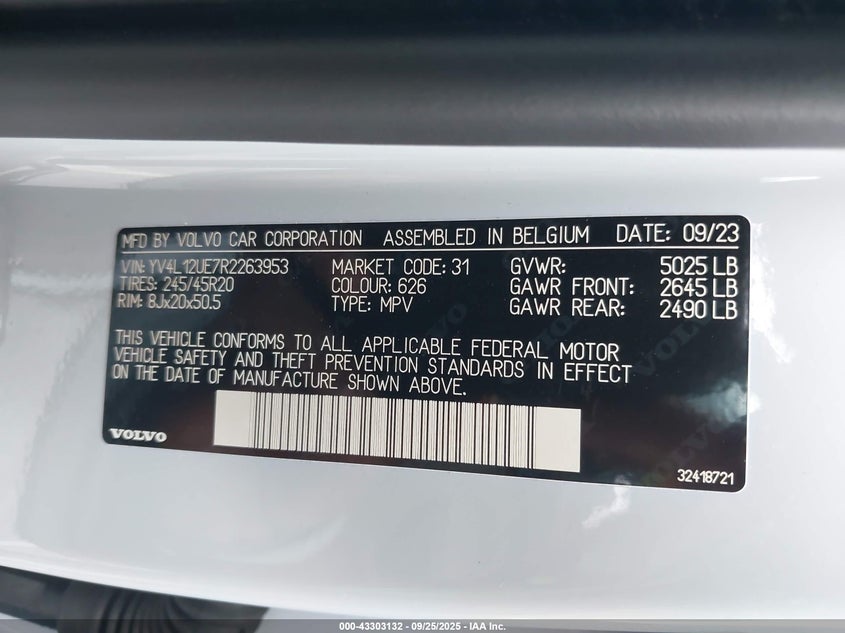 MFD BY VOLVO CAR CORPORATION ASSEMBLED IN BELGIUM DATE: 09/23
VIN: YV4L12UE7R2263953 MARKET CODE: 31 GVWR: 5025 LB
TIRES: 245/45R20 COLOUR: 626 GAWR FRONT: 2645 LB
RIM: 8Jx20x50.5 TYPE: MPV GAWR REAR: 2490 LB
THIS VEHICLE CONFORMS TO ALL APPLICABLE FEDERAL MOTOR
VEHICLE SAFETY AND THEFT PREVENTION STANDARDS IN EFFECT
ON THE DATE OF MANUFACTURE SHOWN ABOVE.
VOLVO
32418721
000-43303132 - 09/25/2025 - IAA Inc.